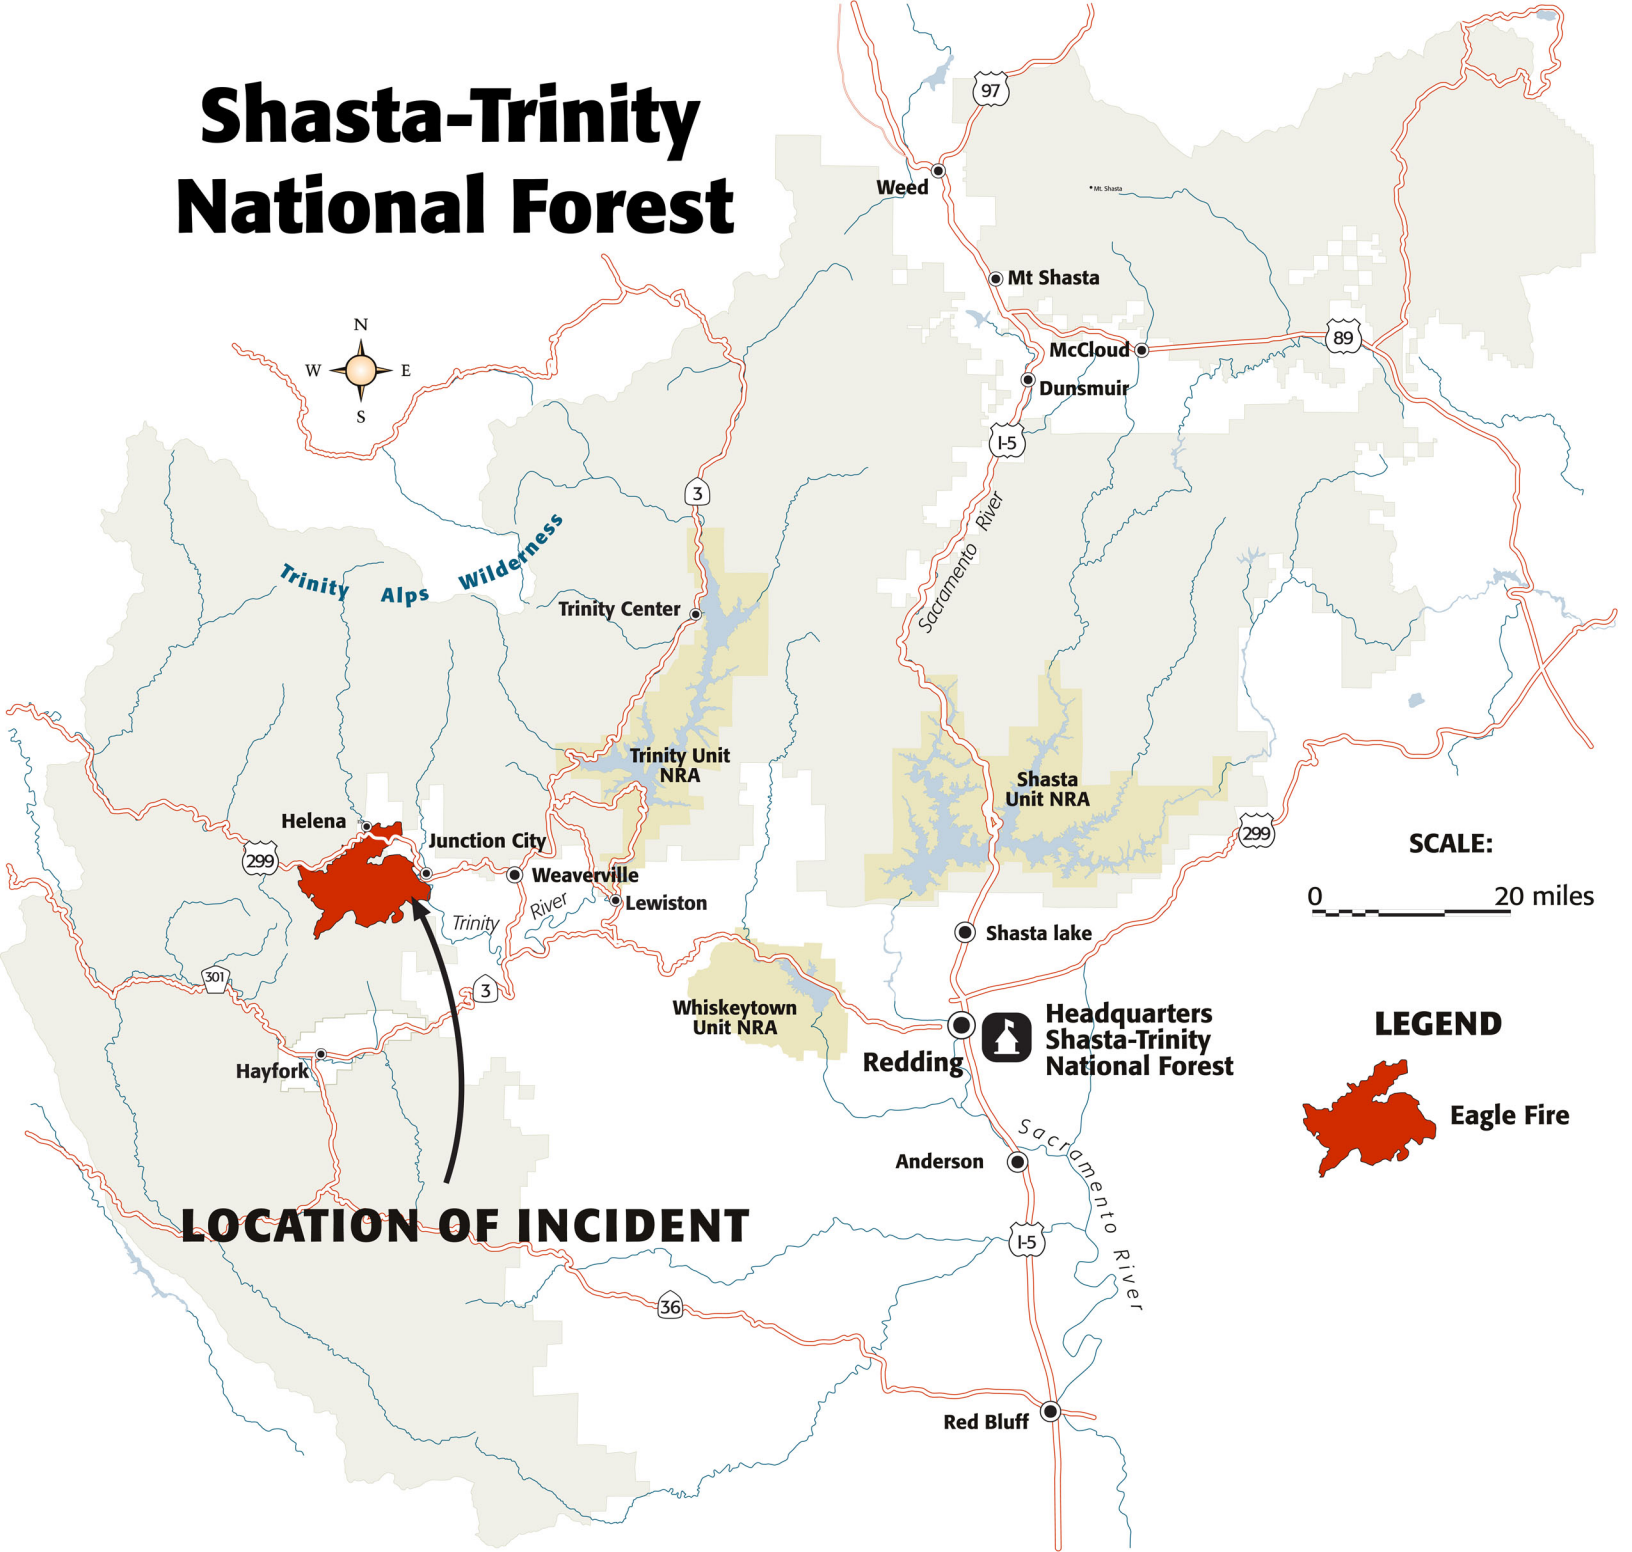 Shasta-Trinity
National Forest
97
Weed
Mt. Shasta
Mt Shasta
N
W
E
S
89
McCloud
Dunsmuir
I-5
3
Sacramento River
Trinity Alps Wilderness
Trinity Center
Trinity Unit
NRA
Shasta
Unit NRA
Helena
Junction City
299
299
SCALE:
Weaverville
0
20 miles
Lewiston
Trinity River
Shasta lake
301
3
Whiskeytown
Unit NRA
Headquarters
Shasta-Trinity
National Forest
LEGEND
Redding
Hayfork
Eagle Fire
Sacramento River
Anderson
LOCATION OF INCIDENT
I-5
36
Red Bluff